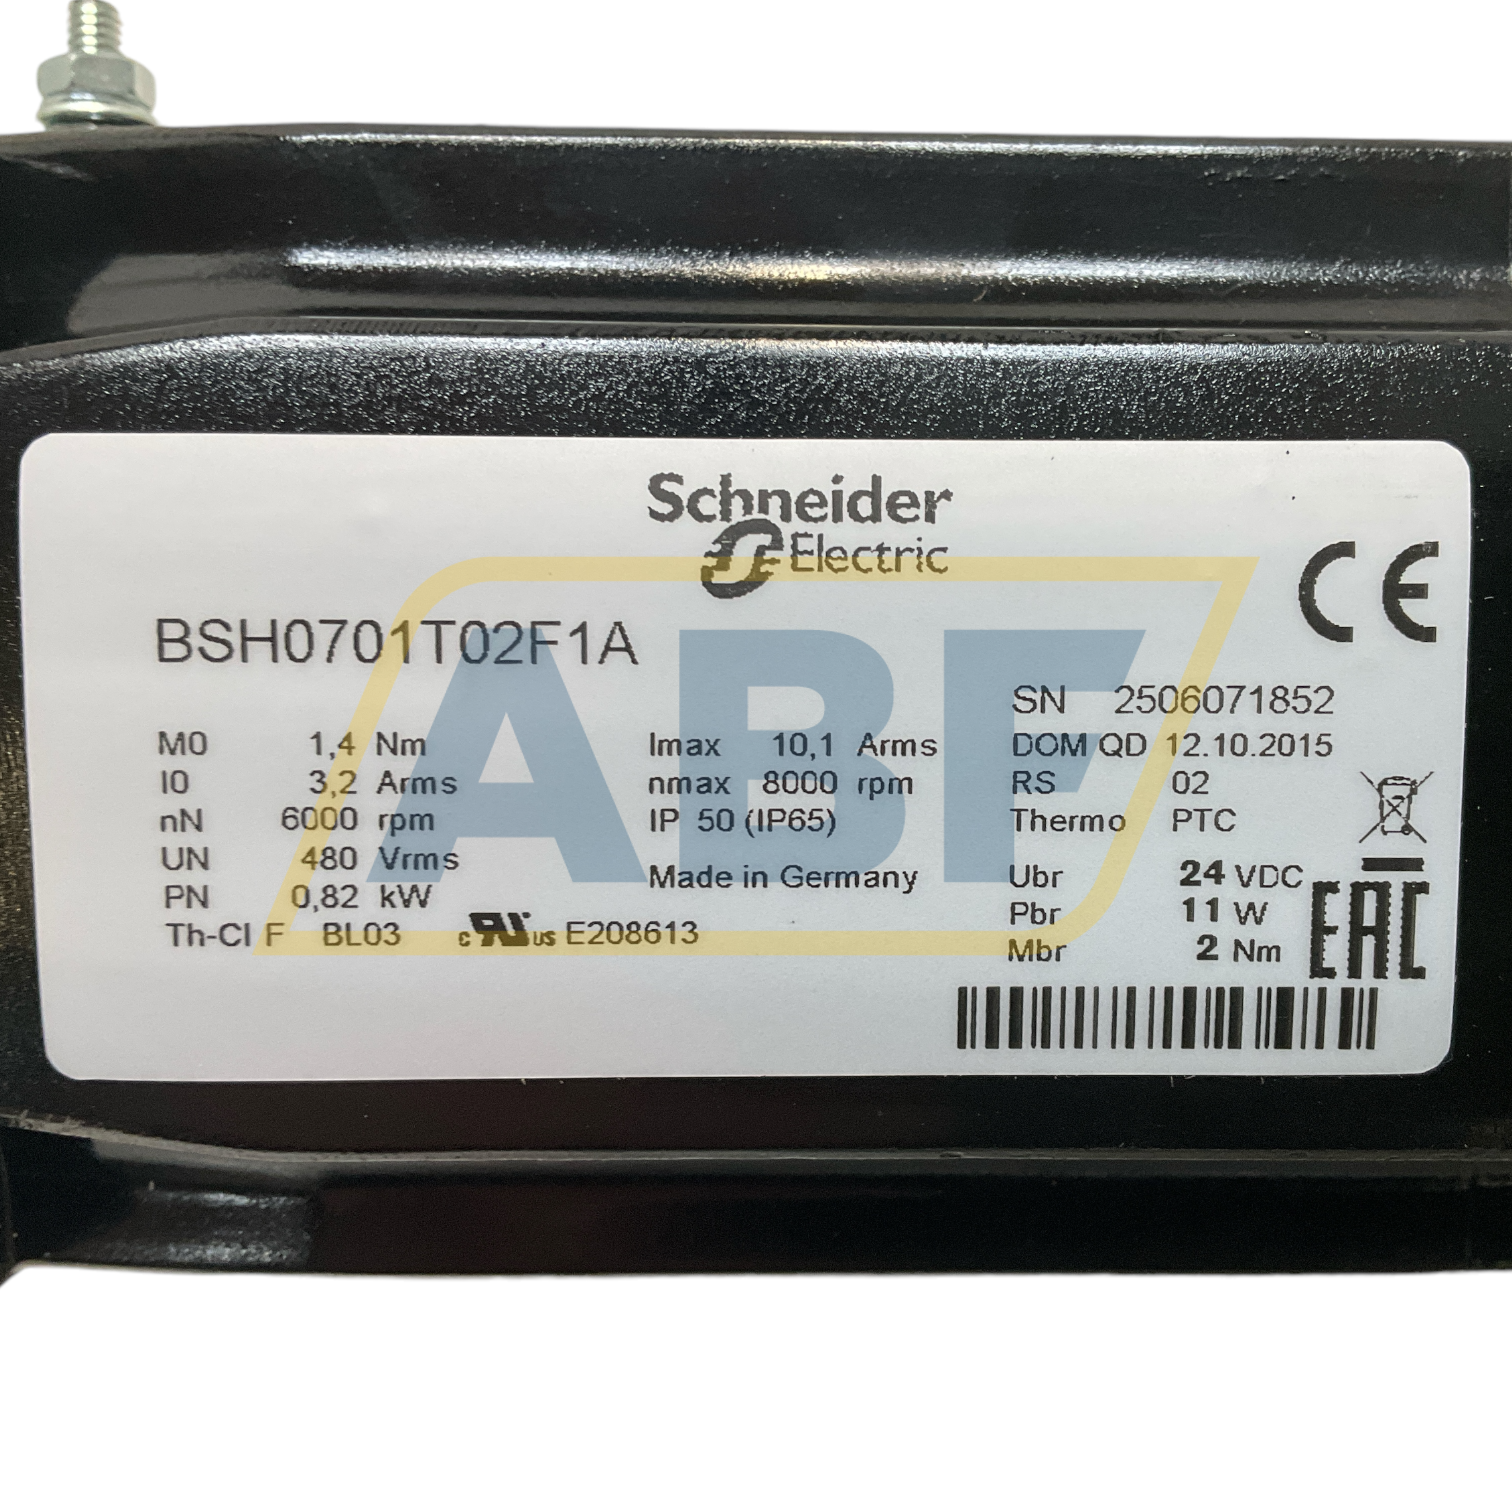 Schneider
Electric
CE
BSH0701T02F1A
SN 2506071852
M0 1,4 Nm Imax 10,1 Arms DOM QD 12.10.2015
I0 3,2 Arms nmax 8000 rpm RS 02
nN 6000 rpm IP 50 (IP65) Thermo PTC
UN 480 Vrms Made in Germany Ubr 24 VDC
PN 0,82 kW Pbr 11 W
Th-Cl F BL03 c RU us E208613 Mbr 2 Nm
EAC
ABF